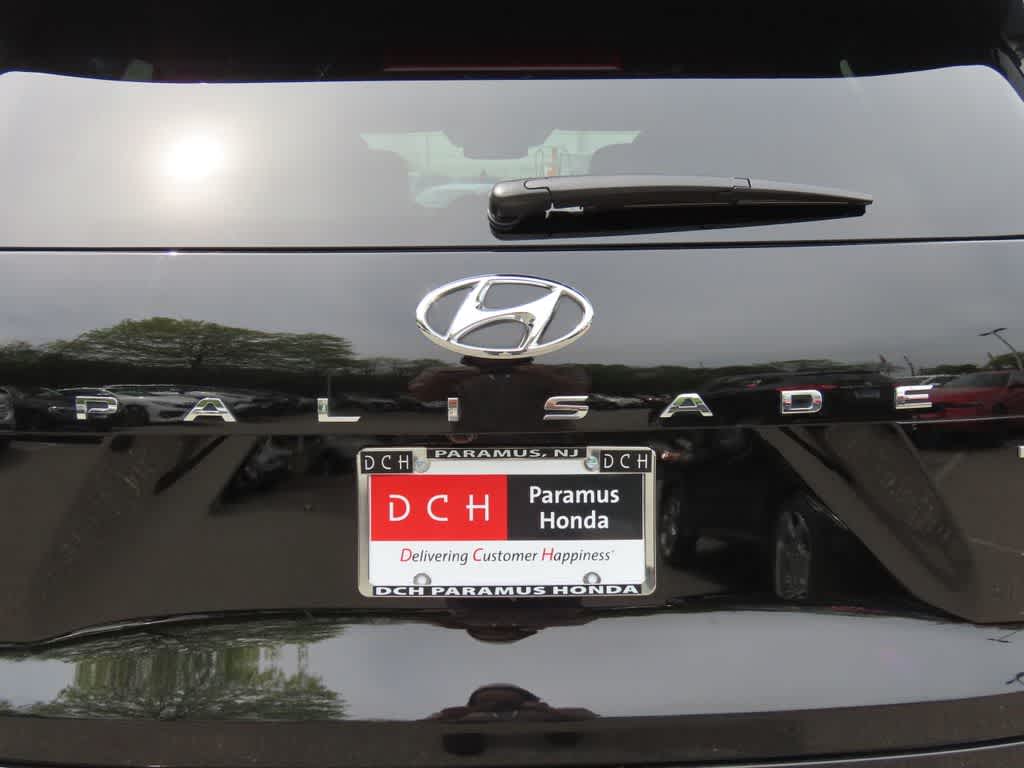 PALISADE
DCH PARAMUS, NJ DCH
DCH Paramus
Honda
Delivering Customer Happiness
DCH PARAMUS HONDA